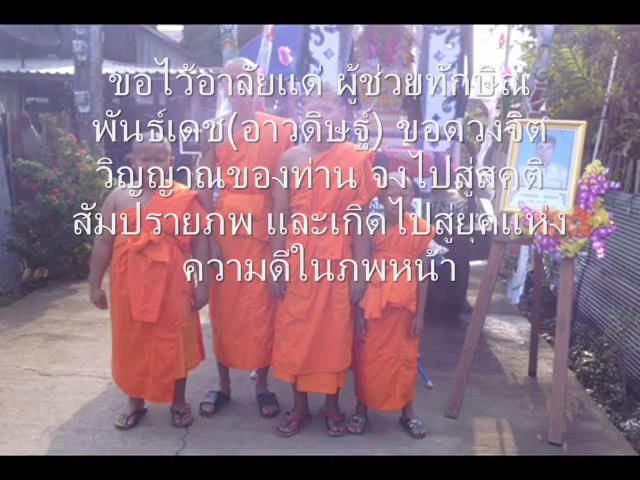 ขอไว้อาลัยแด่ ผู้ช่วยทักษิณ
พันธ์เดช(อาวดิษฐ์) ขอดวงจิต
วิญญาณของท่าน จงไปสู่สุคติ
สัมปรายภพ และเกิดไปสู่ยุคแห่ง
ความดีในภพหน้า